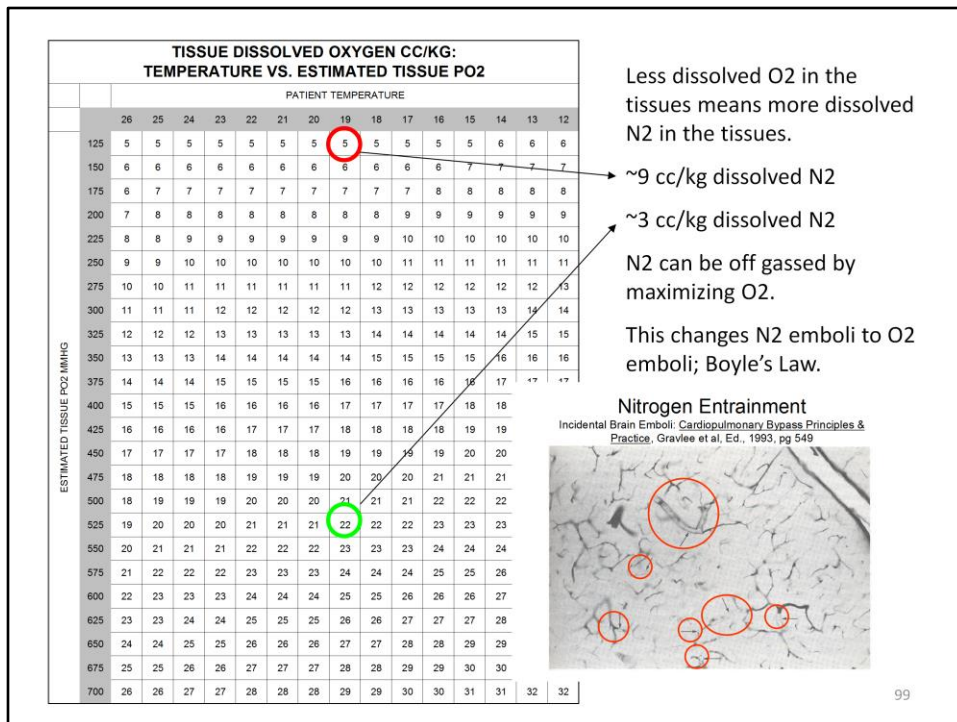 TISSUE DISSOLVED OXYGEN CC/KG:
TEMPERATURE VS. ESTIMATED TISSUE PO2
PATIENT TEMPERATURE
26 25 24 23 22 21 20 19 18 17 16 15 14 13 12
ESTIMATED TISSUE PO2 MMHG
125 5 5 5 5 5 5 5 5 5 5 5 5 6 6 6
150 6 6 6 6 6 6 6 6 6 6 6 7 7 7 7
175 6 7 7 7 7 7 7 7 7 7 8 8 8 8 8
200 7 8 8 8 8 8 8 8 8 9 9 9 9 9 9
225 8 8 9 9 9 9 9 9 9 10 10 10 10 10 10
250 9 9 10 10 10 10 10 10 10 11 11 11 11 11 11
275 10 10 11 11 11 11 11 11 12 12 12 12 12 12 13
300 11 11 11 12 12 12 12 12 13 13 13 13 13 14 14
325 12 12 12 13 13 13 13 13 14 14 14 14 15 15 15
350 13 13 13 14 14 14 14 14 15 15 15 15 16 16 16
375 14 14 14 15 15 15 15 16 16 16 16 16 17 17 17
400 15 15 15 16 16 16 16 17 17 17 17 18 18
425 16 16 16 16 17 17 17 18 18 18 18 19 19
450 17 17 17 17 18 18 18 19 19 19 19 20 20
475 18 18 18 18 19 19 19 20 20 20 21 21 21
500 18 19 19 19 20 20 20 21 21 21 22 22 22
525 19 20 20 20 21 21 21 22 22 22 23 23 23
550 20 21 21 21 22 22 22 23 23 23 24 24 24
575 21 22 22 22 23 23 23 24 24 24 25 25 26
600 22 23 23 23 24 24 24 25 25 26 26 26 27
625 23 23 24 24 25 25 25 26 26 27 27 27 28
650 24 24 25 25 26 26 26 27 27 28 28 29 29
675 25 25 26 26 27 27 27 28 28 29 29 30 30
700 26 26 27 27 28 28 28 29 29 30 30 31 31 32 32
Less dissolved O2 in the
tissues means more dissolved
N2 in the tissues.
~9 cc/kg dissolved N2
~3 cc/kg dissolved N2
N2 can be off gassed by
maximizing O2.
This changes N2 emboli to O2
emboli; Boyle’s Law.
Nitrogen Entrainment
Incidental Brain Emboli: Cardiopulmonary Bypass Principles &
Practice, Gravlee et al, Ed., 1993, pg 549
99